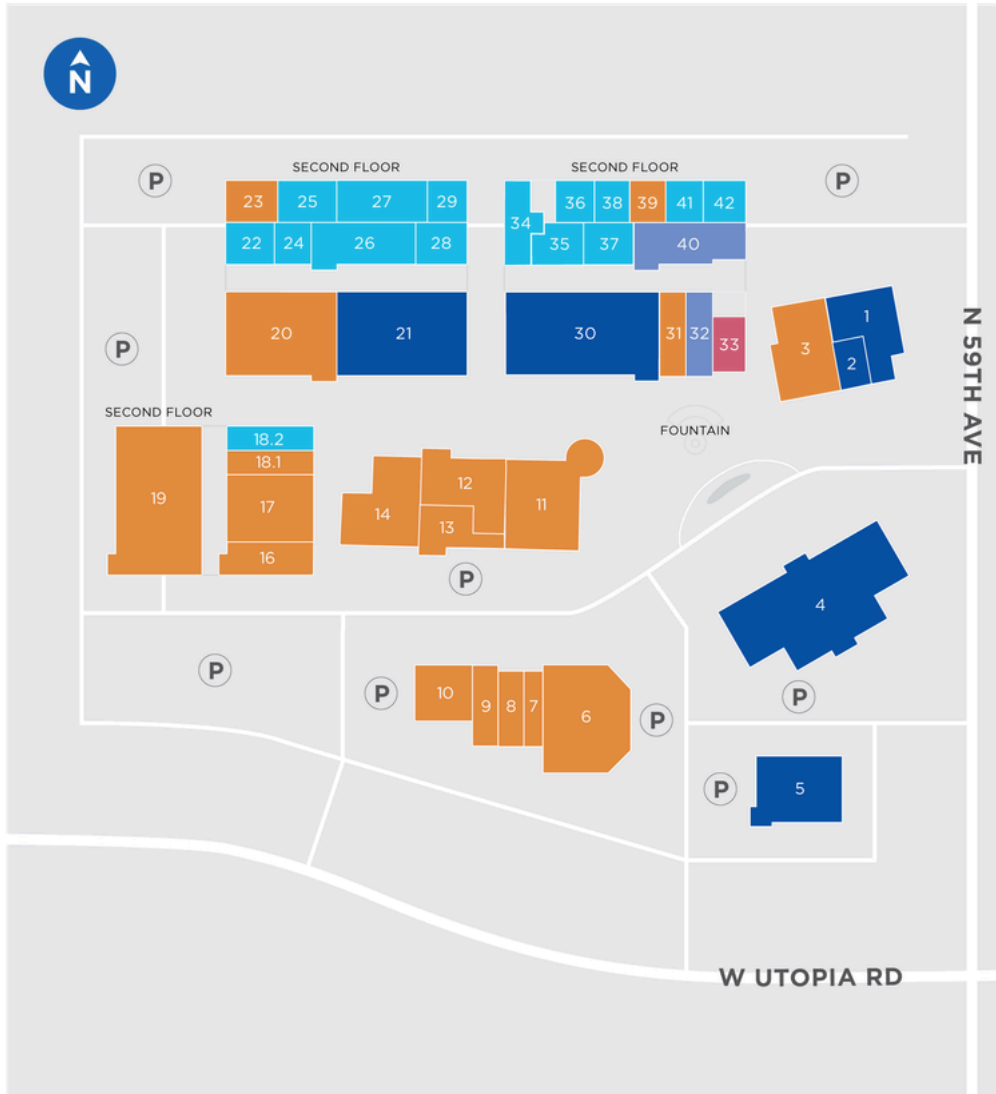 N
SECOND FLOOR
SECOND FLOOR
P
P
23
25
27
29
36
38
39
41
42
34
22
24
26
28
35
37
40
20
21
30
31
32
33
3
1
2
P
N 59TH AVE
SECOND FLOOR
FOUNTAIN
18.2
18.1
19
17
16
14
12
13
11
P
4
P
P
10
9
8
7
6
P
P
P
5
W UTOPIA RD